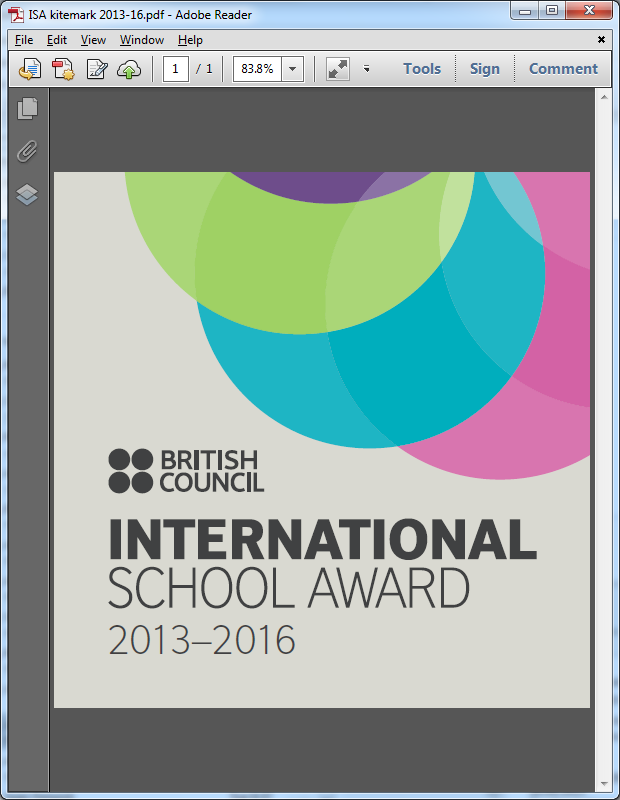 ISA kitemark 2013-16.pdf - Adobe Reader
File Edit View Window Help
1 / 1 83.8% Tools Sign Comment
BRITISH
COUNCIL
INTERNATIONAL
SCHOOL AWARD
2013–2016